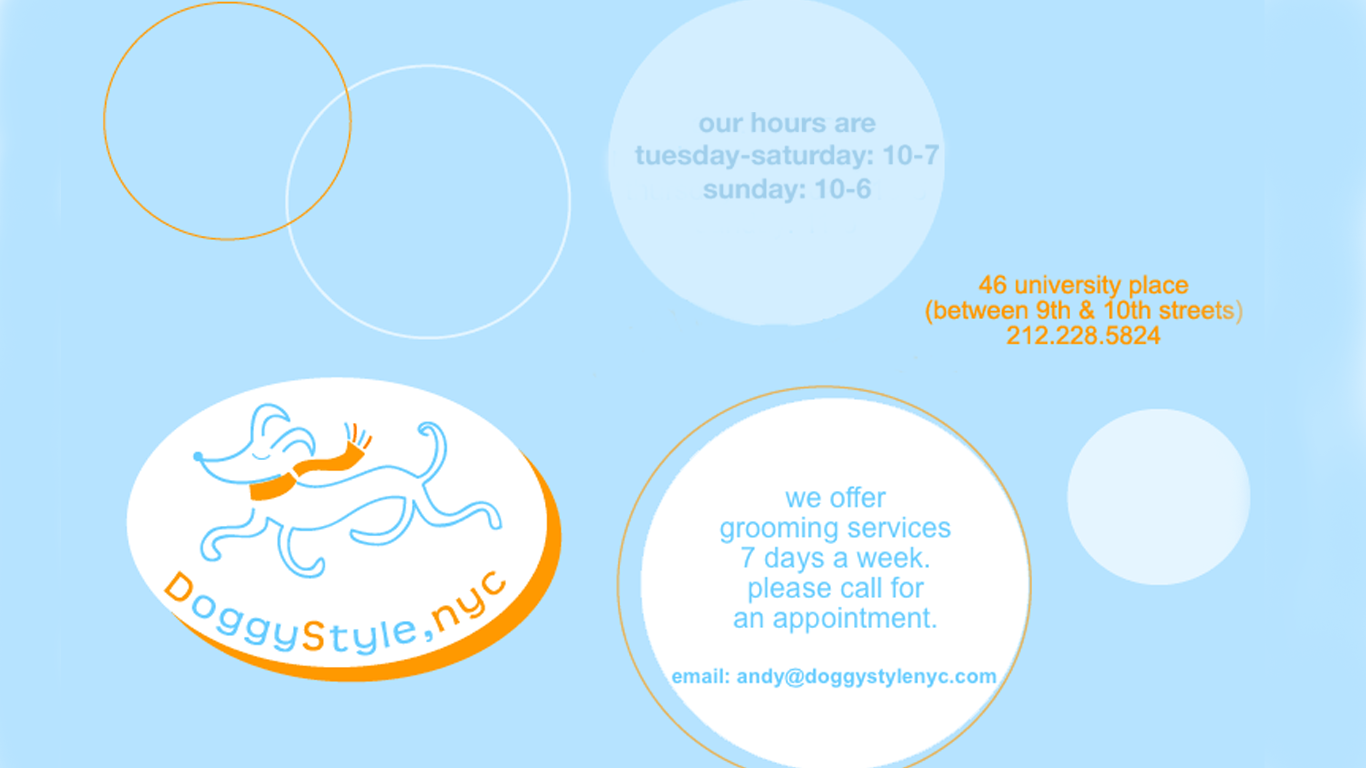 our hours are
tuesday-saturday: 10-7
sunday: 10-6
46 university place
(between 9th & 10th streets)
212.228.5824
DoggyStyle,nyc
we offer
grooming services
7 days a week.
please call for
an appointment.
email: andy@doggystylenyc.com